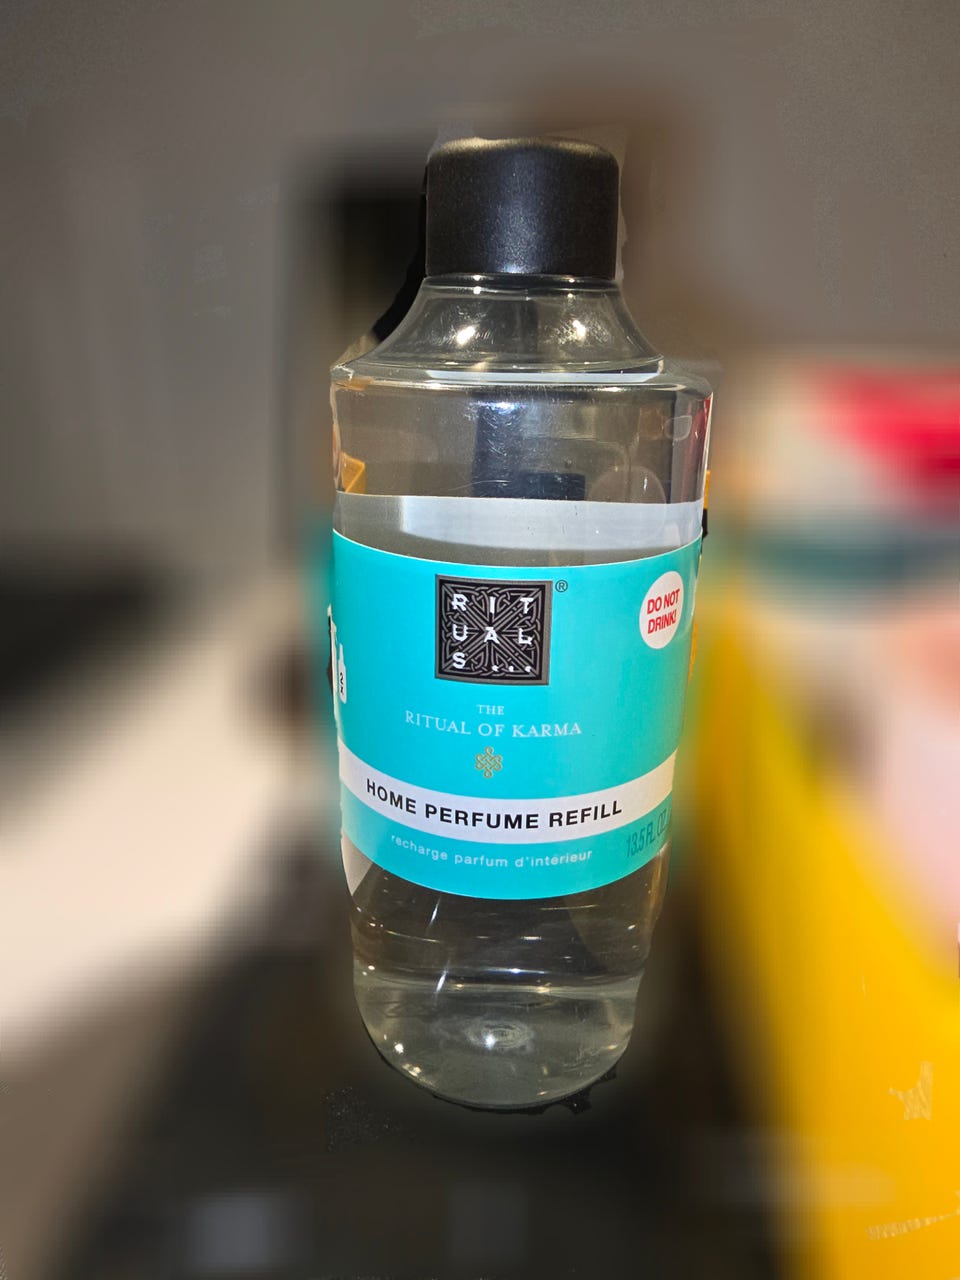 RIT
UAL
S...
®
DO NOT
DRINK!
2x
THE
RITUAL OF KARMA
HOME PERFUME REFILL
recharge parfum d'intérieur
13.5 FL. OZ.